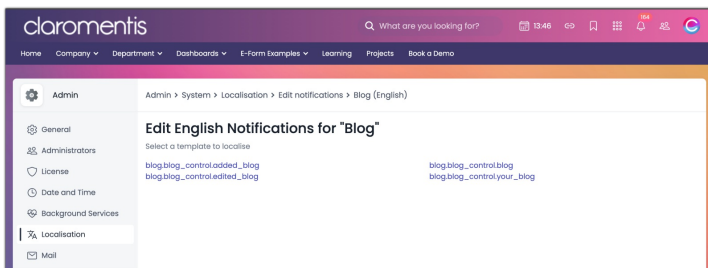 claromentis
What are you looking for?
13:46
164
Home Company Department Dashboards E-Form Examples Learning Projects Book a Demo
Admin
Admin > System > Localisation > Edit notifications > Blog (English)
General
Administrators
License
Date and Time
Background Services
Localisation
Mail
Edit English Notifications for "Blog"
Select a template to localise
blog.blog_control.added_blog
blog.blog_control.edited_blog
blog.blog_control.blog
blog.blog_control.your_blog